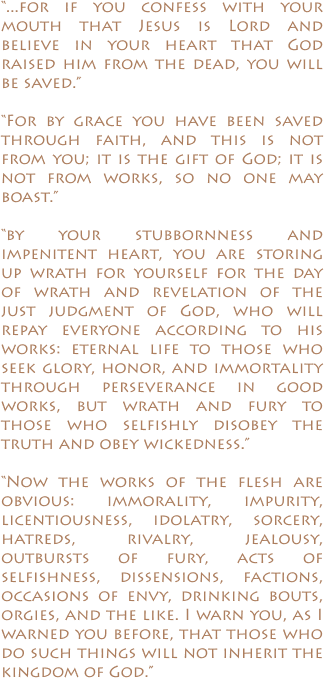 “...for if you confess with your
mouth that Jesus is Lord and
believe in your heart that God
raised him from the dead, you will
be saved.”
“For by grace you have been saved
through faith, and this is not
from you; it is the gift of God; it is
not from works, so no one may
boast.”
“by your stubbornness and
impenitent heart, you are storing
up wrath for yourself for the day
of wrath and revelation of the
just judgment of God, who will
repay everyone according to his
works: eternal life to those who
seek glory, honor, and immortality
through perseverance in good
works, but wrath and fury to
those who selfishly disobey the
truth and obey wickedness.”
“Now the works of the flesh are
obvious: immorality, impurity,
licentiousness, idolatry, sorcery,
hatreds, rivalry, jealousy,
outbursts of fury, acts of
selfishness, dissensions, factions,
occasions of envy, drinking bouts,
orgies, and the like. I warn you, as I
warned you before, that those who
do such things will not inherit the
kingdom of God.”